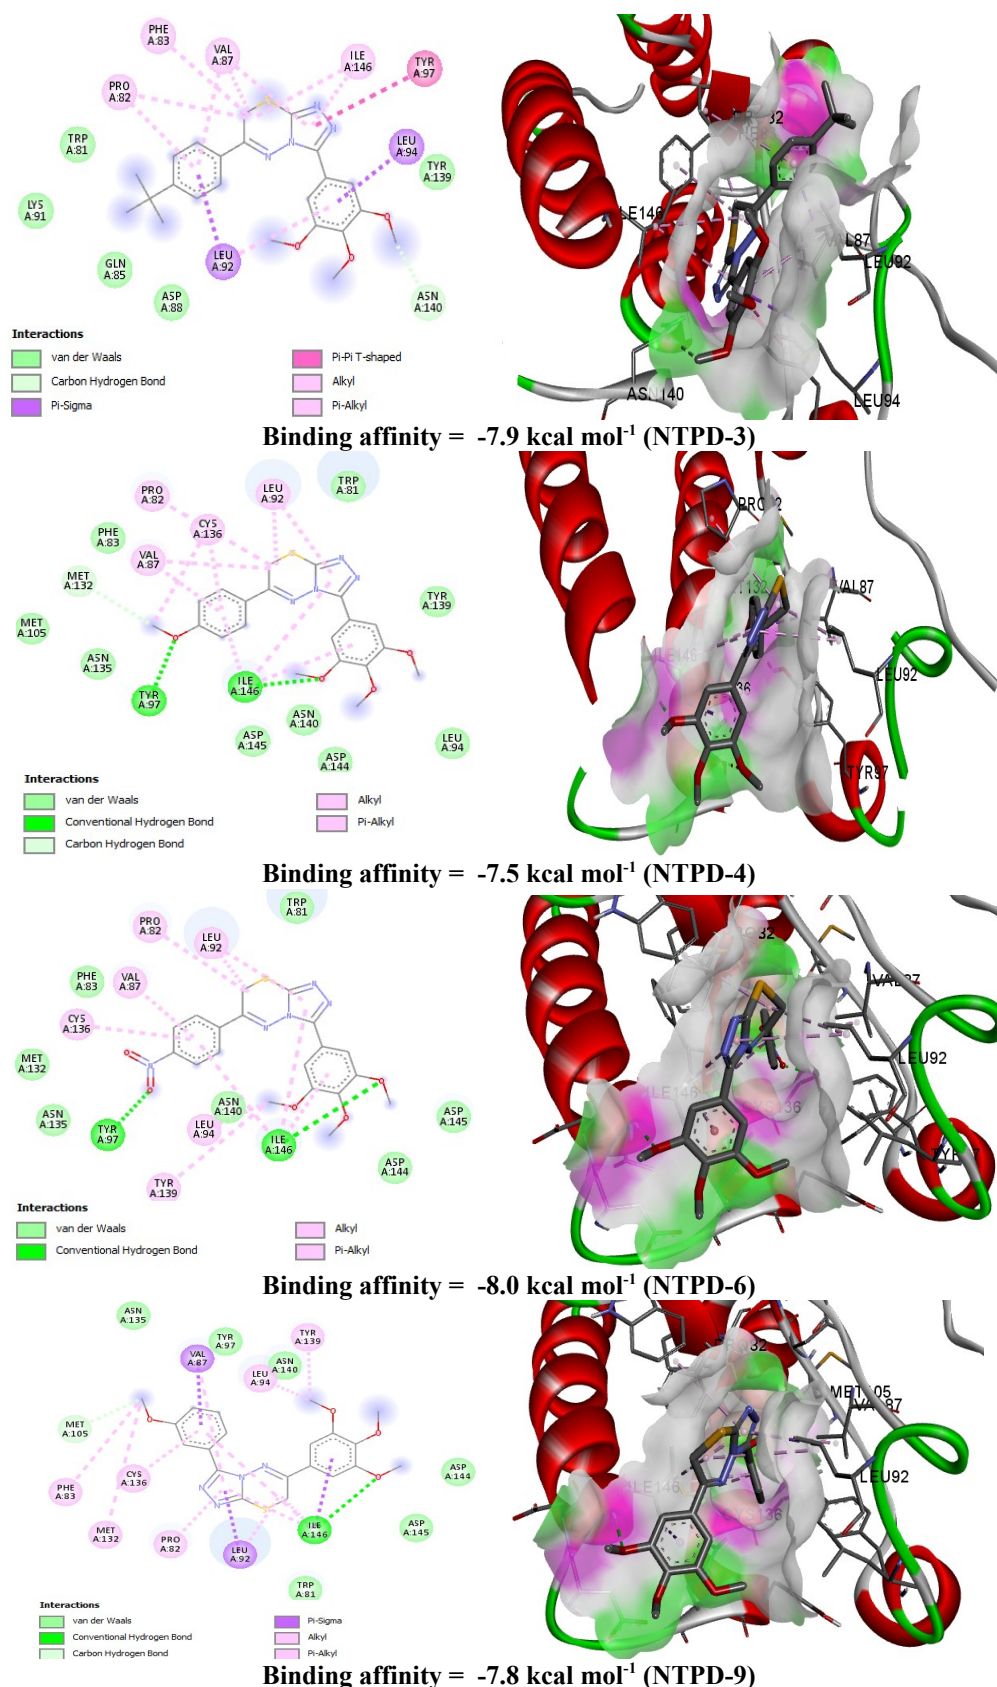 PHE
A:83
VAL
A:87
ILE
A:146
TYR
A:97
PRO
A:82
TRP
A:81
LEU
A:94
TYR
A:139
LYS
A:91
LEU
A:92
GLN
A:85
ASP
A:88
ASN
A:140
Interactions
van der Waals
Carbon Hydrogen Bond
Pi-Sigma
Pi-Pi T-shaped
Alkyl
Pi-Alkyl
VAL87
LEU92
ASN140
LEU94
Binding affinity = -7.9 kcal mol⁻¹ (NTPD-3)
PRO
A:82
LEU
A:92
TRP
A:81
CYS
A:136
PHE
A:83
VAL
A:87
MET
A:132
TYR
A:139
MET
A:105
ASN
A:135
TYR
A:97
ILE
A:146
ASN
A:140
ASP
A:145
ASP
A:144
LEU
A:94
Interactions
van der Waals
Conventional Hydrogen Bond
Carbon Hydrogen Bond
Alkyl
Pi-Alkyl
VAL87
ILE146
LEU92
TYR97
Binding affinity = -7.5 kcal mol⁻¹ (NTPD-4)
TRP
A:81
PRO
A:82
LEU
A:92
PHE
A:83
VAL
A:87
CYS
A:136
MET
A:132
ASN
A:135
TYR
A:97
ASN
A:140
LEU
A:94
ILE
A:146
ASP
A:145
ASP
A:144
TYR
A:139
Interactions
van der Waals
Conventional Hydrogen Bond
Alkyl
Pi-Alkyl
VAL87
LEU92
ILE146
Binding affinity = -8.0 kcal mol⁻¹ (NTPD-6)
ASN
A:135
TYR
A:97
TYR
A:139
VAL
A:87
ASN
A:140
LEU
A:94
MET
A:105
PHE
A:83
CYS
A:136
MET
A:132
PRO
A:82
LEU
A:92
ILE
A:146
ASP
A:144
ASP
A:145
TRP
A:81
van der Waals
Conventional Hydrogen Bond
Carbon Hydrogen Bond
Pi-Sigma
Alkyl
Pi-Alkyl
MET105
VAL87
LEU92
ILE146
CYS136
Binding affinity = -7.8 kcal mol⁻¹ (NTPD-9)